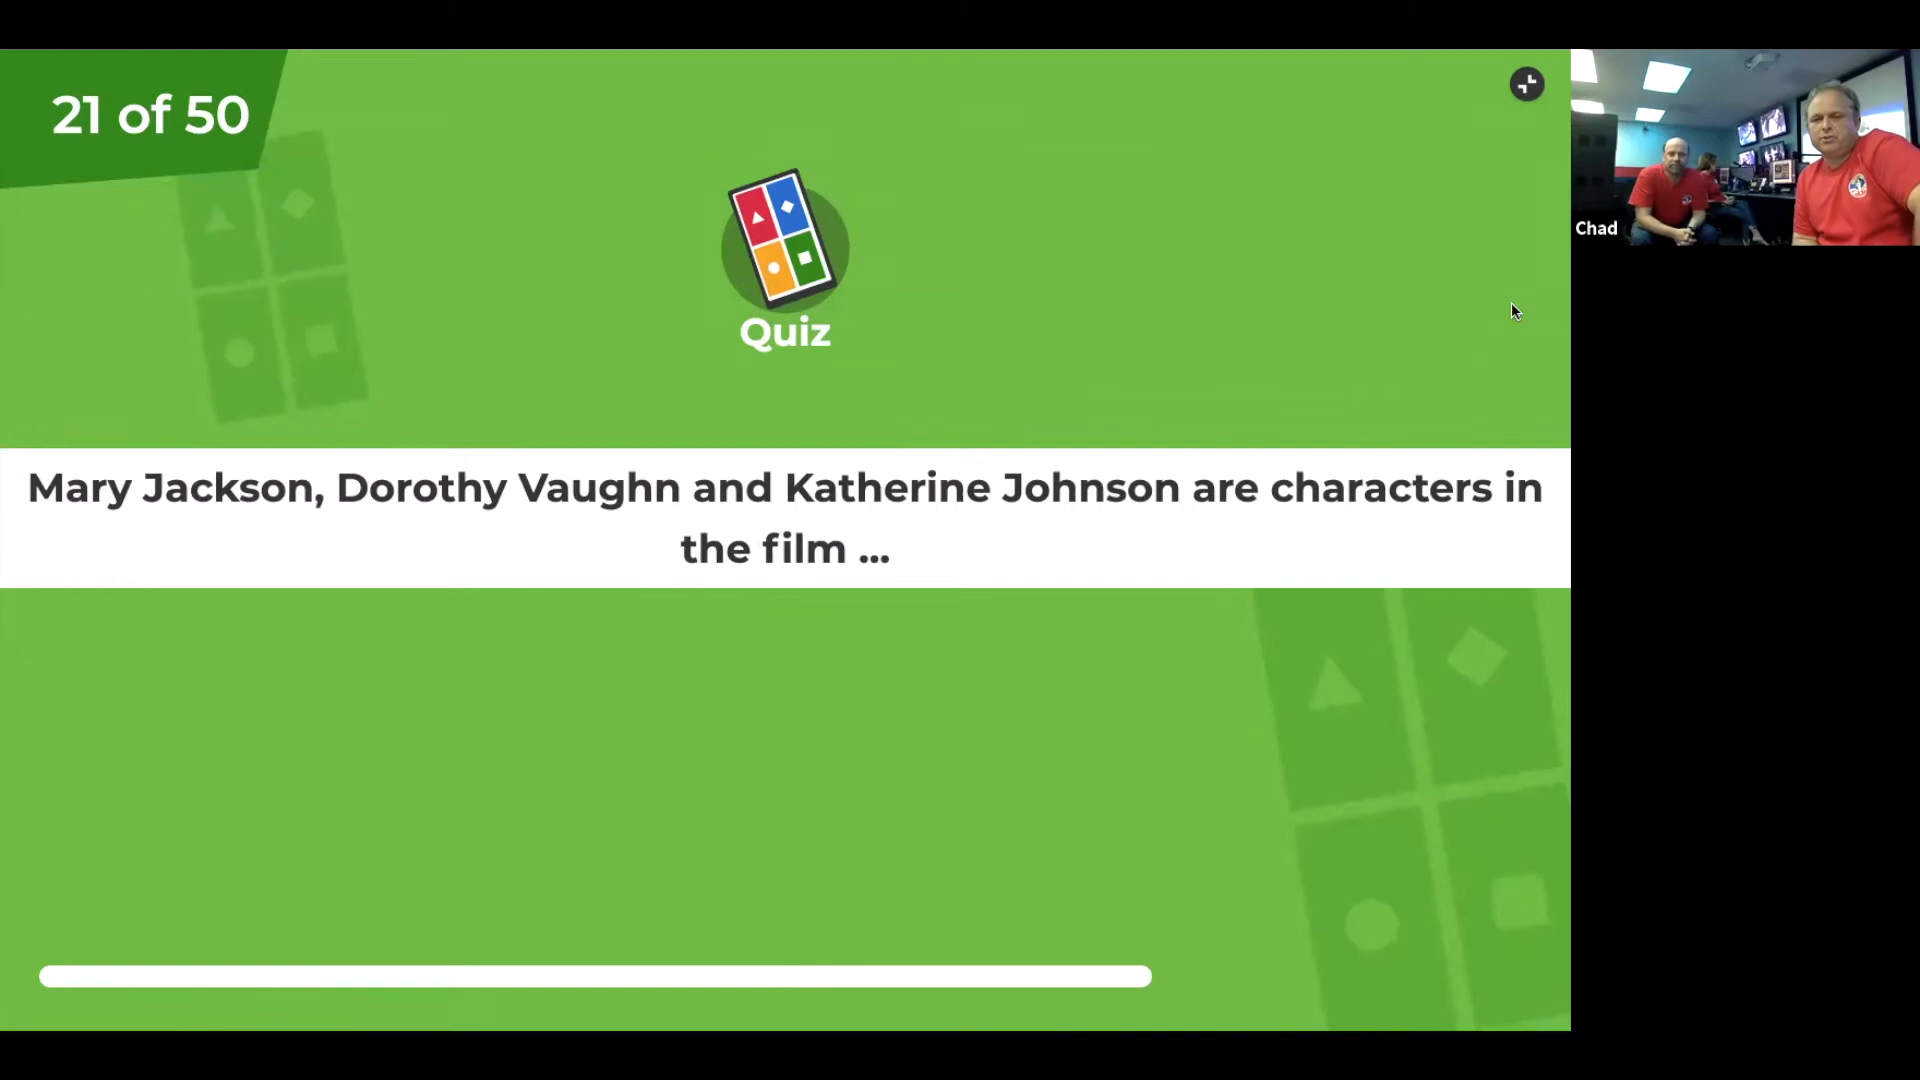 21 of 50
Quiz
Mary Jackson, Dorothy Vaughn and Katherine Johnson are characters in
the film ...
Chad